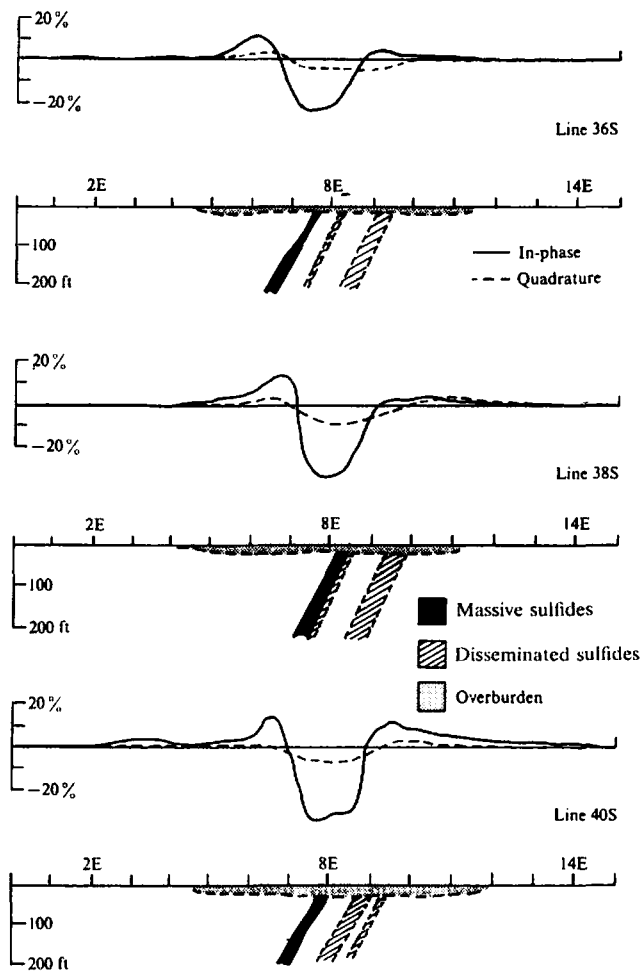 20%
−20%
Line 36S
2E 8E 14E
100
200 ft
In-phase
Quadrature
20%
−20%
Line 38S
2E 8E 14E
100
200 ft
Massive sulfides
Disseminated sulfides
Overburden
20%
−20%
Line 40S
2E 8E 14E
100
200 ft